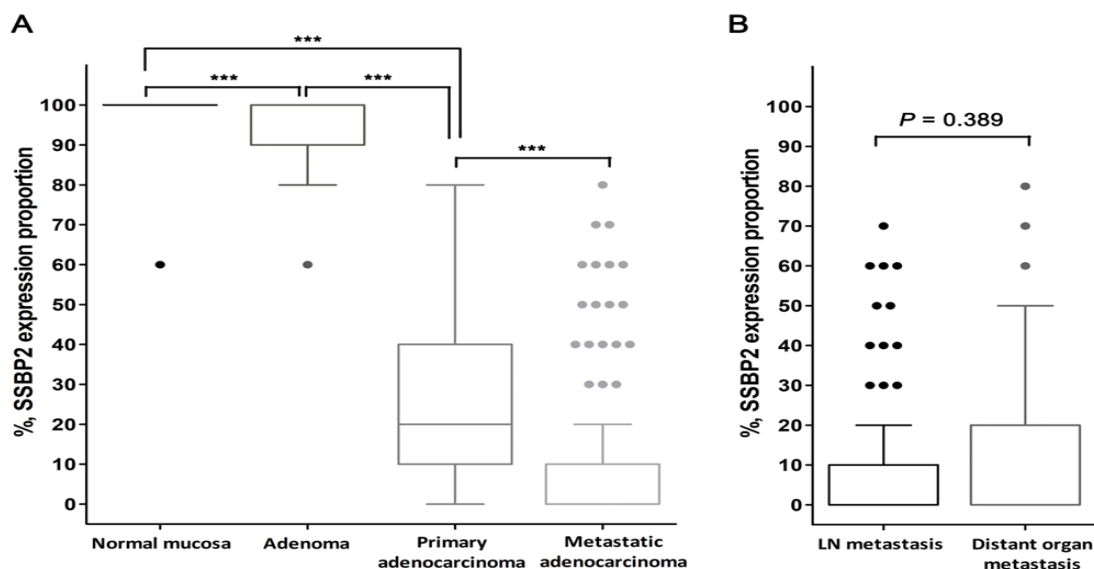 A
%, SSBP2 expression proportion
100
90
80
70
60
50
40
30
20
10
0
***
***
***
***
Normal mucosa
Adenoma
Primary
adenocarcinoma
Metastatic
adenocarcinoma
B
%, SSBP2 expression proportion
100
90
80
70
60
50
40
30
20
10
0
P = 0.389
LN metastasis
Distant organ
metastasis